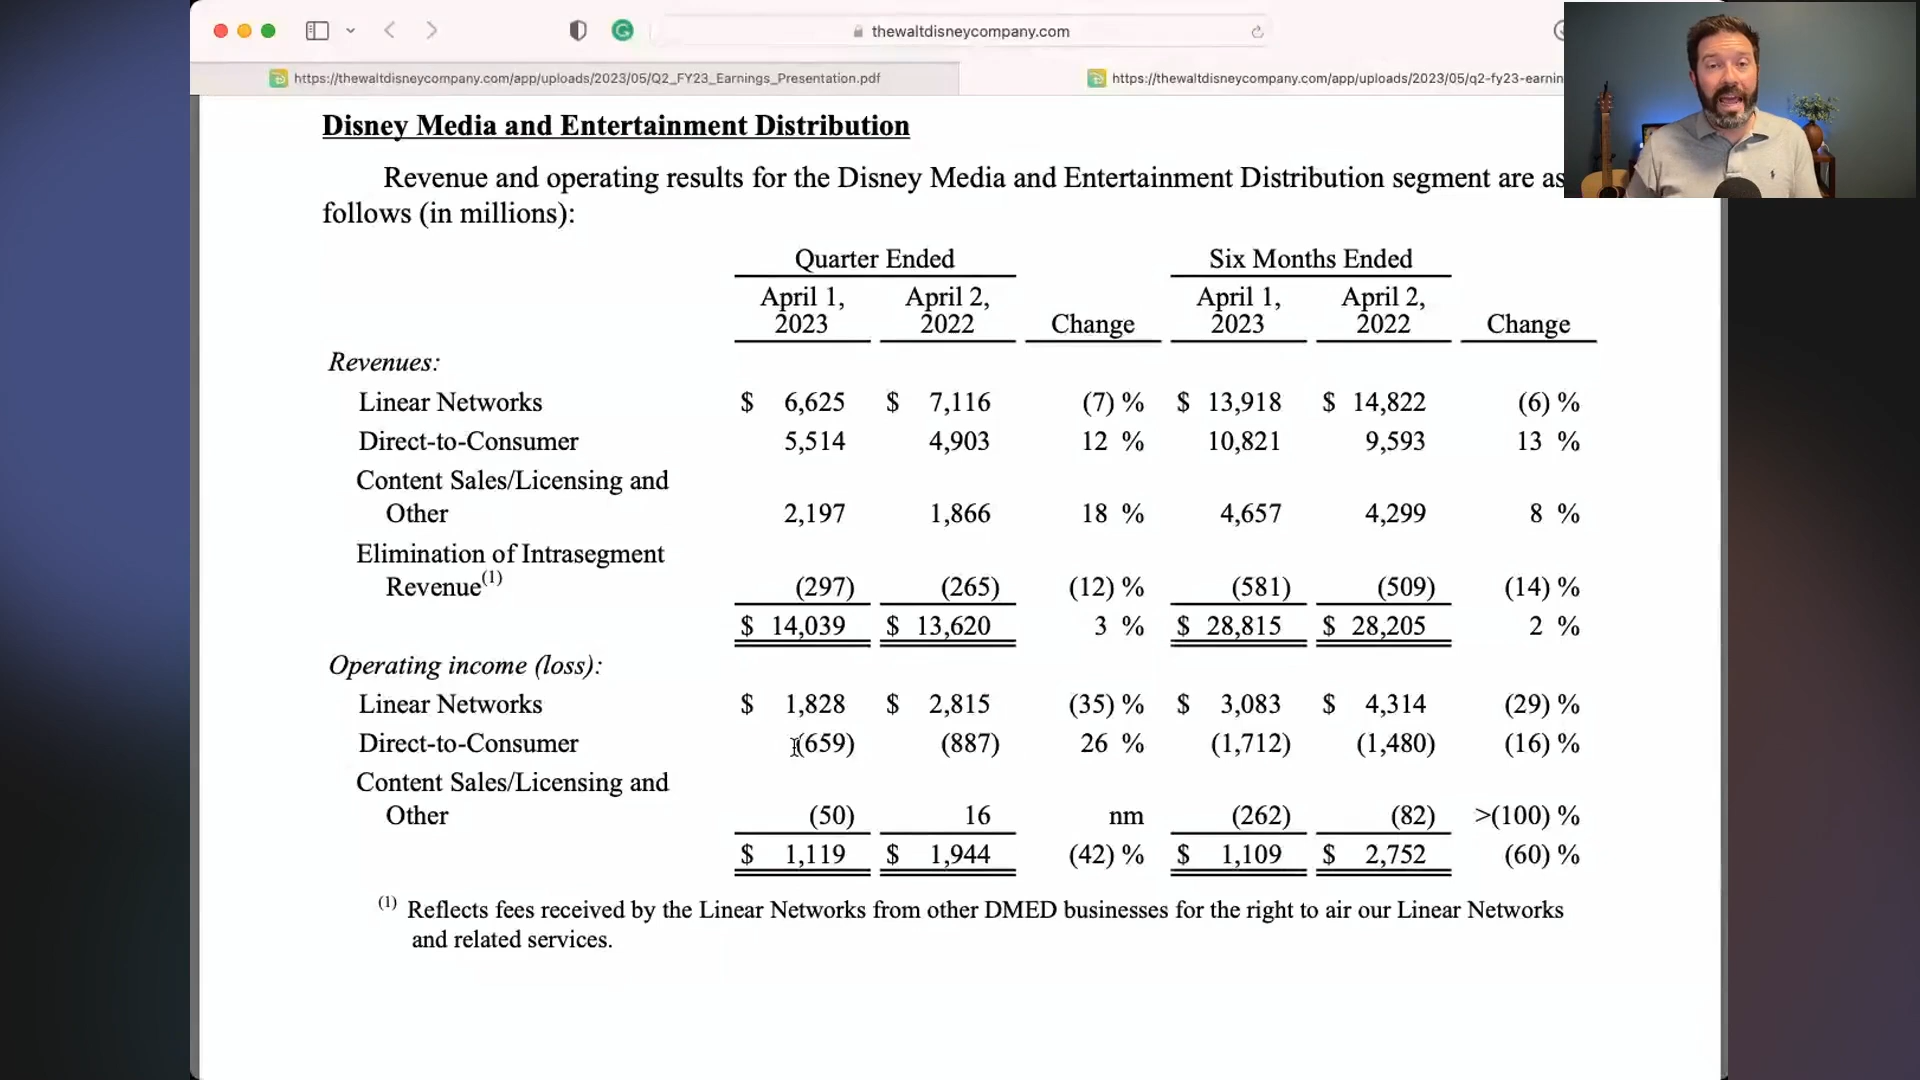 thewaltdisneycompany.com
https://thewaltdisneycompany.com/app/uploads/2023/05/Q2_FY23_Earnings_Presentation.pdf
https://thewaltdisneycompany.com/app/uploads/2023/05/q2-fy23-earnin
Disney Media and Entertainment Distribution
Revenue and operating results for the Disney Media and Entertainment Distribution segment are as
follows (in millions):
Quarter Ended Six Months Ended
April 1, April 2, April 1, April 2,
2023 2022 Change 2023 2022 Change
Revenues:
Linear Networks $ 6,625 $ 7,116 (7) % $ 13,918 $ 14,822 (6) %
Direct-to-Consumer 5,514 4,903 12 % 10,821 9,593 13 %
Content Sales/Licensing and
Other 2,197 1,866 18 % 4,657 4,299 8 %
Elimination of Intrasegment
Revenue(1) (297) (265) (12) % (581) (509) (14) %
$ 14,039 $ 13,620 3 % $ 28,815 $ 28,205 2 %
Operating income (loss):
Linear Networks $ 1,828 $ 2,815 (35) % $ 3,083 $ 4,314 (29) %
Direct-to-Consumer (659) (887) 26 % (1,712) (1,480) (16) %
Content Sales/Licensing and
Other (50) 16 nm (262) (82) >(100) %
$ 1,119 $ 1,944 (42) % $ 1,109 $ 2,752 (60) %
(1) Reflects fees received by the Linear Networks from other DMED businesses for the right to air our Linear Networks
and related services.